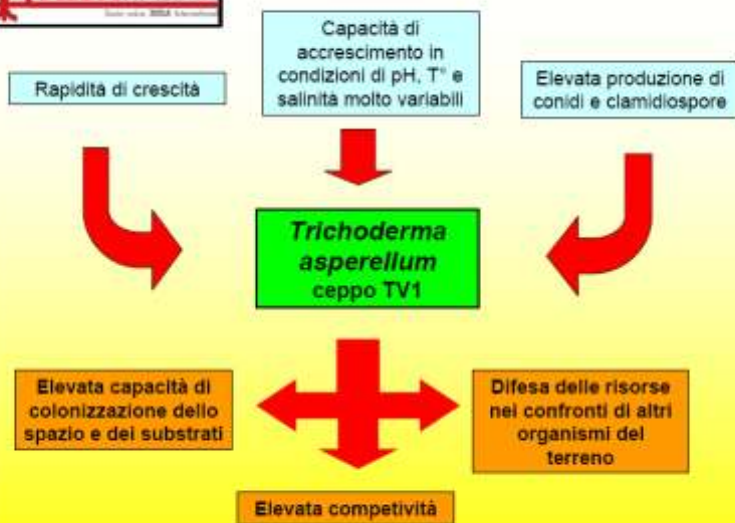 Capacità di
accrescimento in
condizioni di pH, T° e
salinità molto variabili
Rapidità di crescità
Elevata produzione di
conidi e clamidiospore
Trichoderma
asperellum
ceppo TV1
Elevata capacità di
colonizzazione dello
spazio e dei substrati
Difesa delle risorse
nei confronti di altri
organismi del
terreno
Elevata competività